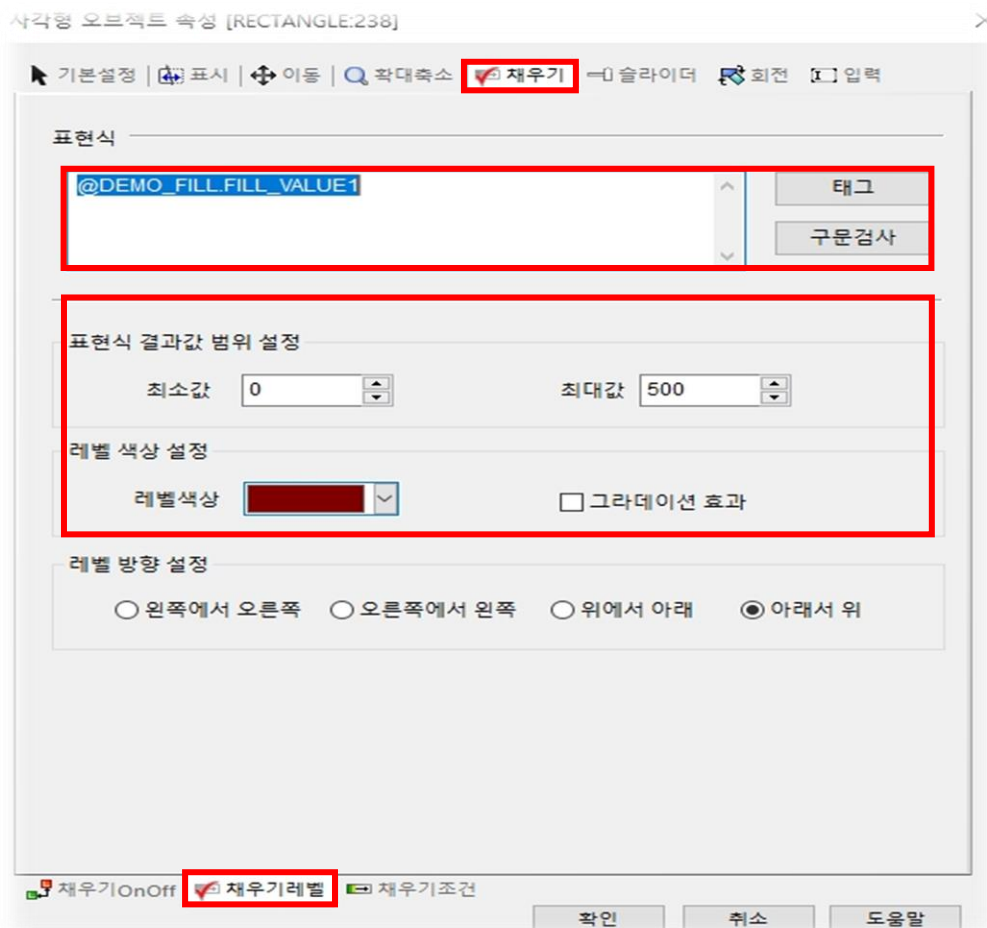 사각형 오브젝트 속성 [RECTANGLE:238]
기본설정 표시 이동 확대축소 채우기 슬라이더 회전 입력
표현식
@DEMO_FILL.FILL_VALUE1
태그
구문검사
표현식 결과값 범위 설정
최소값 0 최대값 500
레벨 색상 설정
레벨색상 그라데이션 효과
레벨 방향 설정
왼쪽에서 오른쪽 오른쪽에서 왼쪽 위에서 아래 아래서 위
채우기OnOff 채우기레벨 채우기조건
확인 취소 도움말